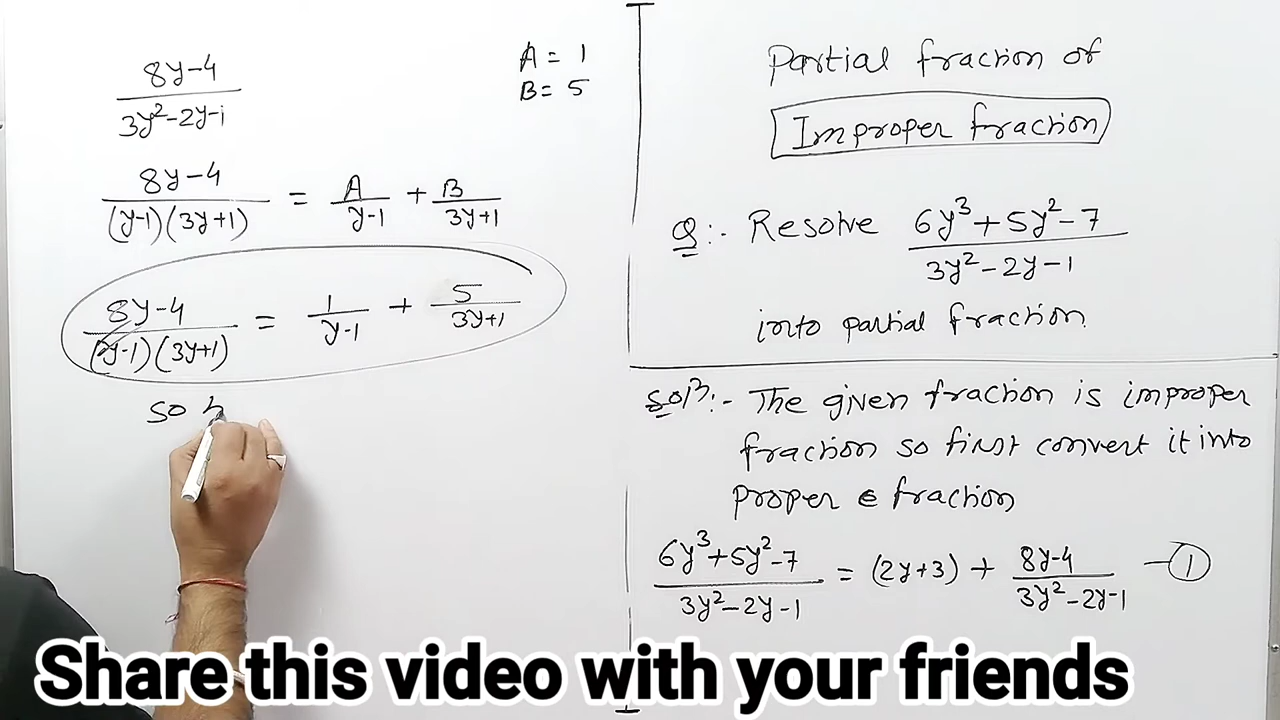 8y-4
3y²-2y-1
A = 1
B = 5
8y-4 / (y-1)(3y+1) = A / y-1 + B / 3y+1
8y-4 / (y-1)(3y+1) = 1 / y-1 + 5 / 3y+1
so
Partial fraction of
Improper fraction
Q:- Resolve 6y³+5y²-7 / 3y²-2y-1
into partial fraction
Solⁿ:- The given fraction is improper
fraction so first convert it into
proper fraction
6y³+5y²-7 / 3y²-2y-1 = (2y+3) + 8y-4 / 3y²-2y-1 — 1
Share this video with your friends